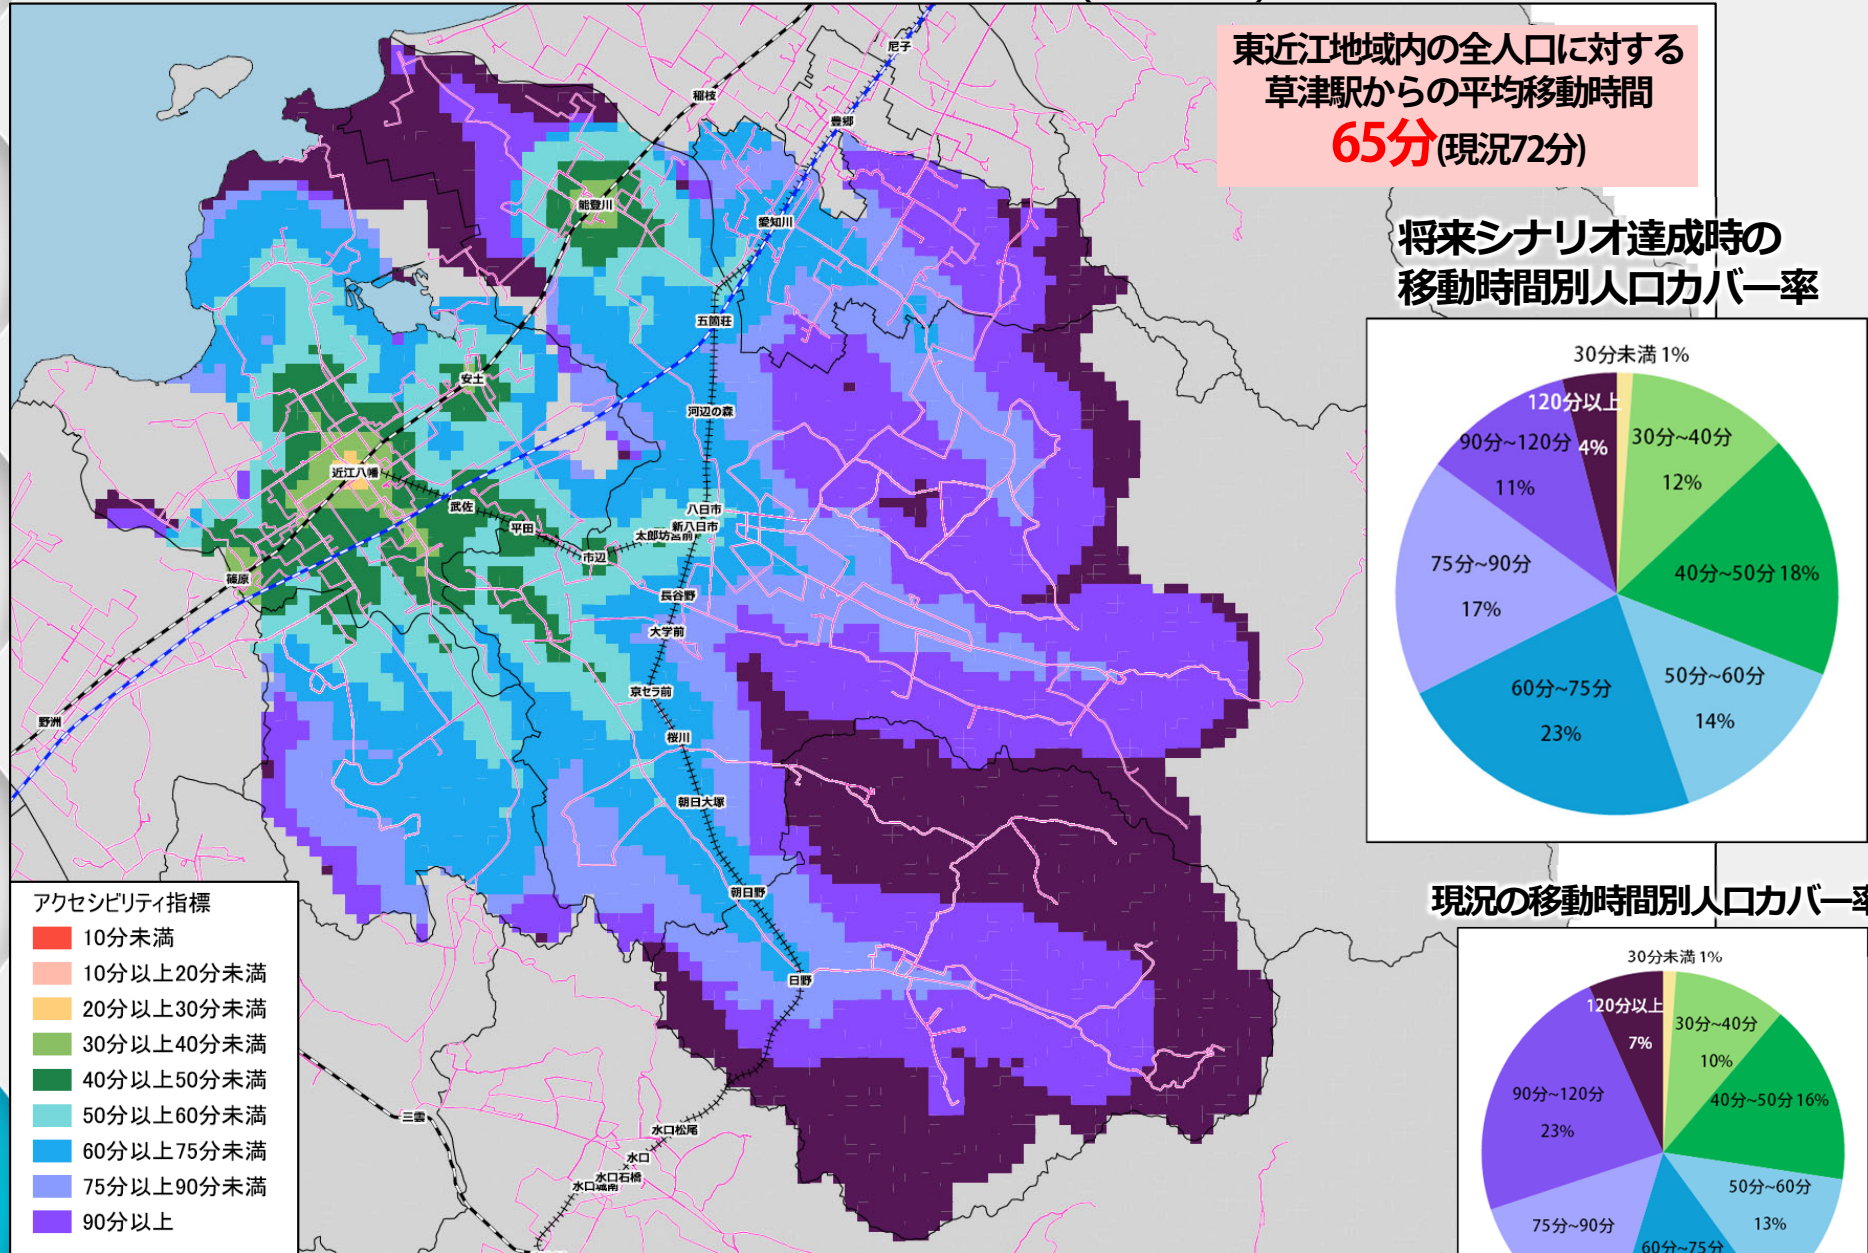 東近江地域内の全人口に対する
草津駅からの平均移動時間
65分(現況72分)
将来シナリオ達成時の
移動時間別人口カバー率
30分未満 1%
120分以上
4%
30分~40分
12%
90分~120分
11%
40分~50分 18%
75分~90分
17%
50分~60分
14%
60分~75分
23%
現況の移動時間別人口カバー率
30分未満 1%
120分以上
7%
30分~40分
10%
90分~120分
23%
40分~50分 16%
50分~60分
13%
75分~90分
60分~75分
尼子
稲枝
豊郷
能登川
愛知川
五箇荘
安土
河辺の森
近江八幡
武佐
平田
八日市
新八日市
太郎坊宮前
市辺
篠原
長谷野
大学前
京セラ前
野洲
桜川
朝日大塚
朝日野
日野
三雲
水口松尾
水口
水口石橋
水口城南
アクセシビリティ指標
10分未満
10分以上20分未満
20分以上30分未満
30分以上40分未満
40分以上50分未満
50分以上60分未満
60分以上75分未満
75分以上90分未満
90分以上